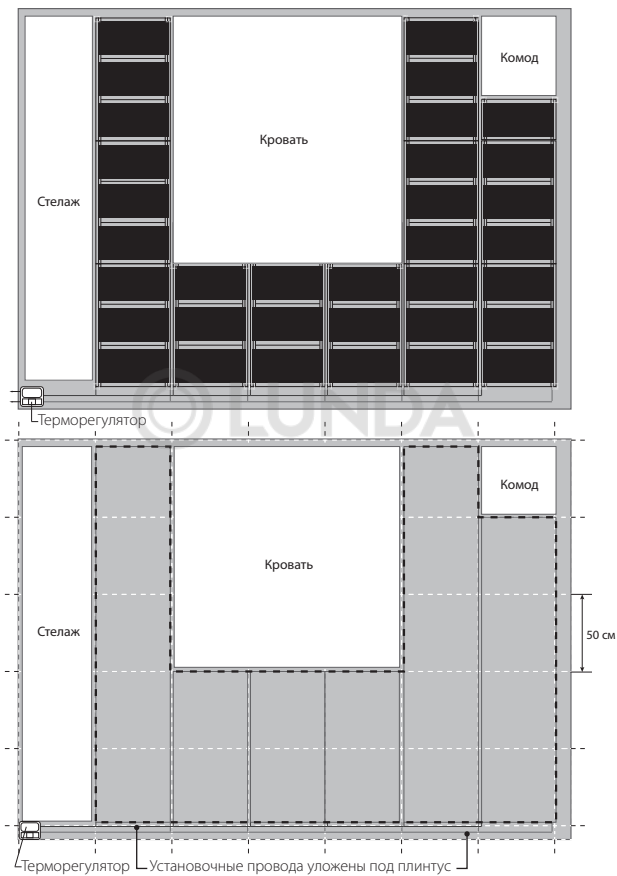 Комод
Кровать
Стелаж
Терморегулятор
LUNDA
Комод
Кровать
50 см
Стелаж
Терморегулятор
Установочные провода уложены под плинтус